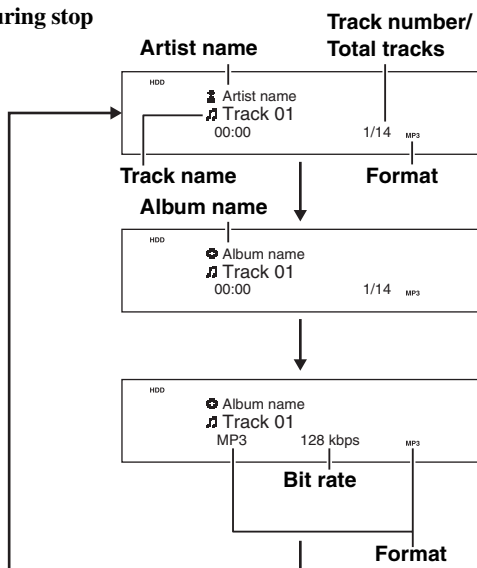 uring stop
Track number/
Total tracks
Artist name
HDD
Artist name
Track 01
00:00 1/14 MP3
Track name Format
Album name
HDD
Album name
Track 01
00:00 1/14 MP3
HDD
Album name
Track 01
MP3 128 kbps MP3
Bit rate
Format